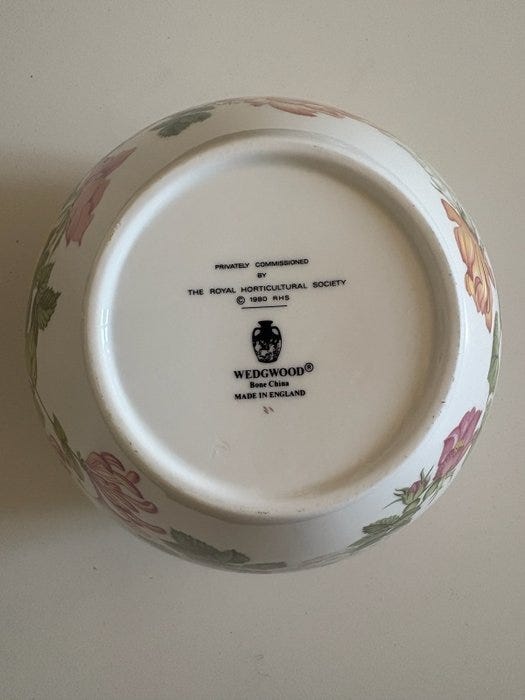 PRIVATELY COMMISSIONED
BY
THE ROYAL HORTICULTURAL SOCIETY
© 1980 RHS
WEDGWOOD®
Bone China
MADE IN ENGLAND